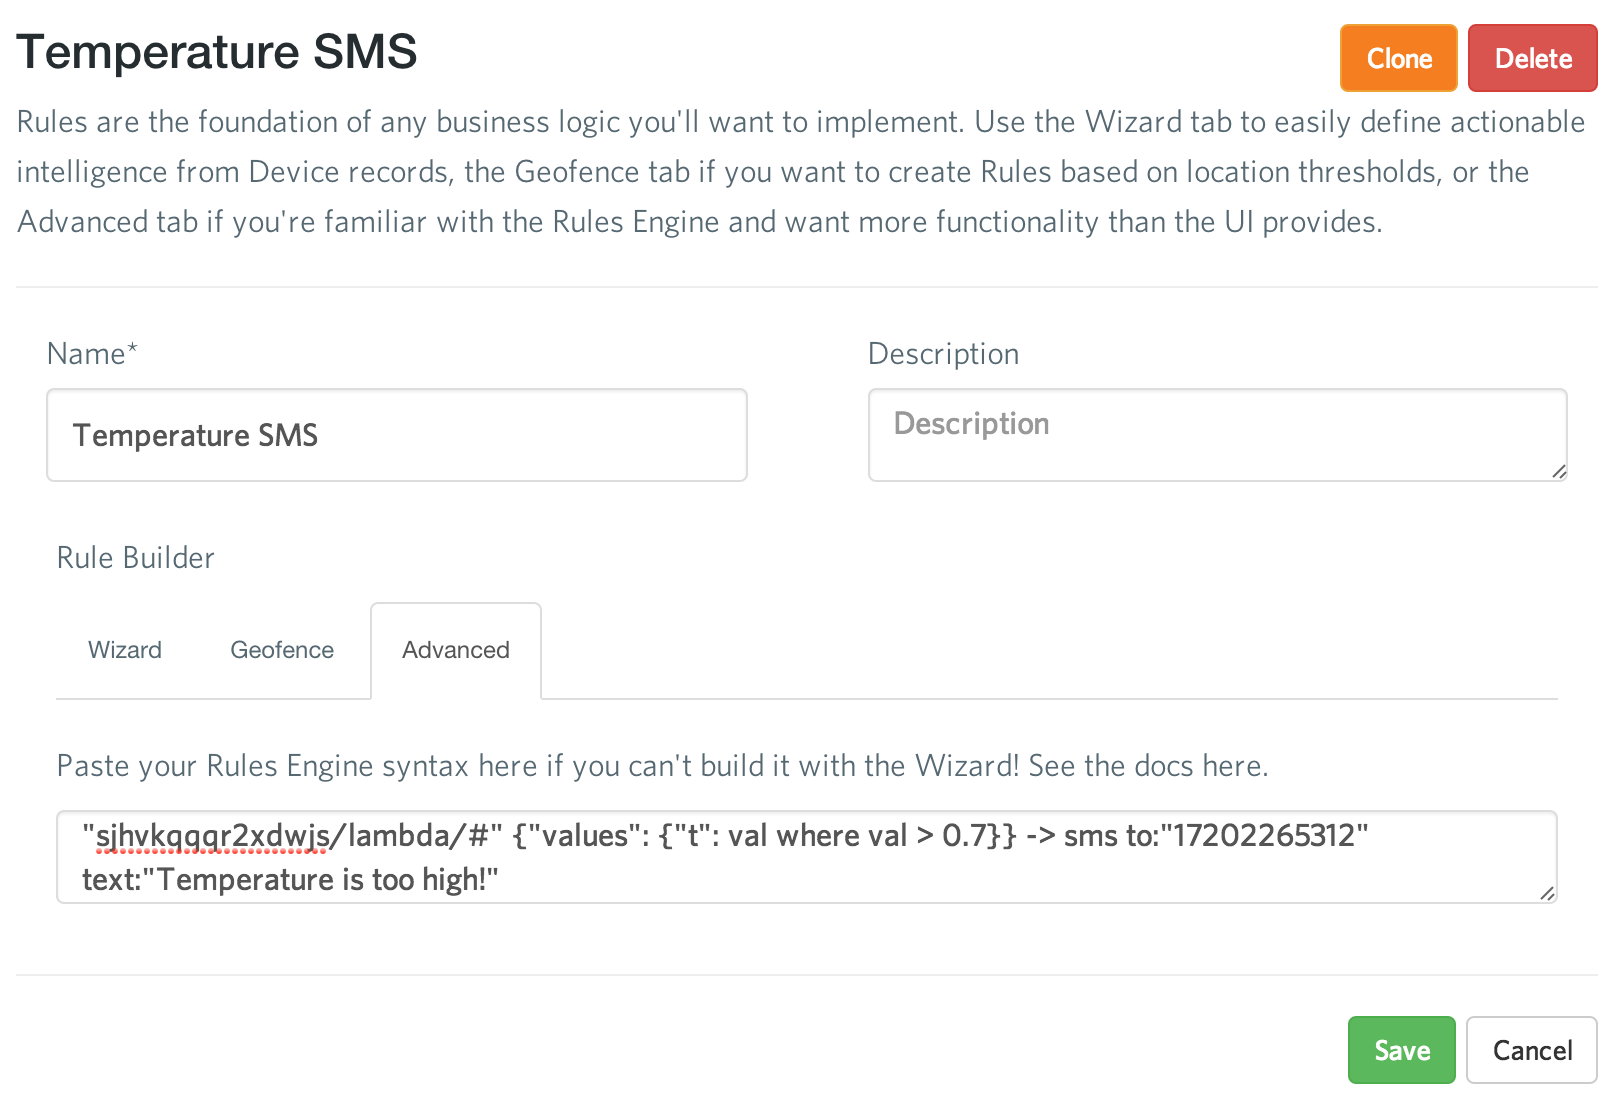 Temperature SMS
Clone
Delete
Rules are the foundation of any business logic you'll want to implement. Use the Wizard tab to easily define actionable
intelligence from Device records, the Geofence tab if you want to create Rules based on location thresholds, or the
Advanced tab if you're familiar with the Rules Engine and want more functionality than the UI provides.
Name*
Description
Temperature SMS
Description
Rule Builder
Wizard
Geofence
Advanced
Paste your Rules Engine syntax here if you can't build it with the Wizard! See the docs here.
"sjhvkqqqr2xdwjs/lambda/#" {"values": {"t": val where val > 0.7}} -> sms to:"17202265312"
text:"Temperature is too high!"
Save
Cancel